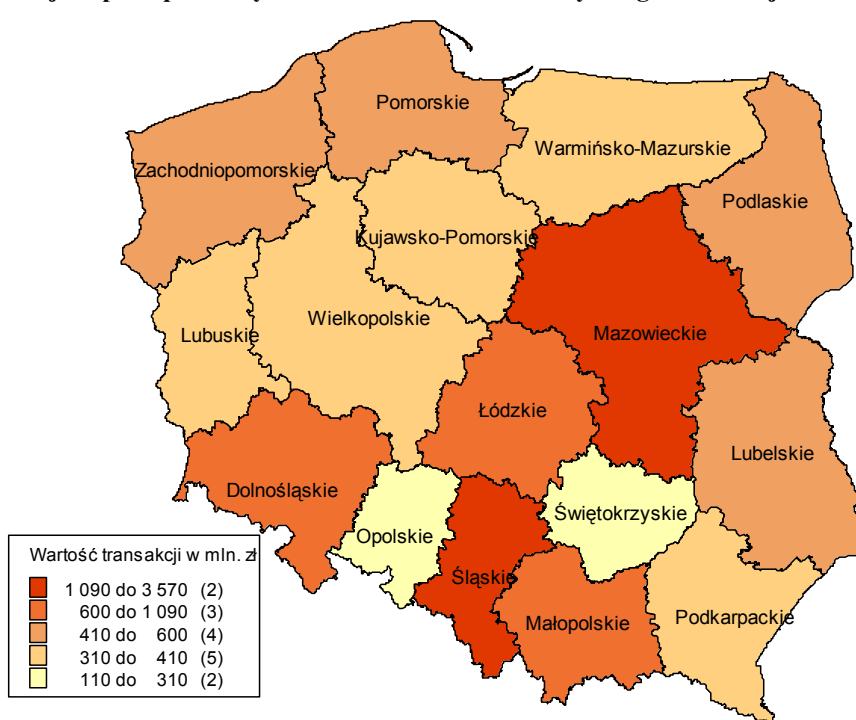 Pomorskie
Warmińsko-Mazurskie
Zachodniopomorskie
Podlaskie
Kujawsko-Pomorskie
Wielkopolskie
Mazowieckie
Lubuskie
Łódzkie
Lubelskie
Dolnośląskie
Świętokrzyskie
Opolskie
Śląskie
Małopolskie
Podkarpackie
Wartość transakcji w mln. zł
1 090 do 3 570 (2)
600 do 1 090 (3)
410 do 600 (4)
310 do 410 (5)
110 do 310 (2)